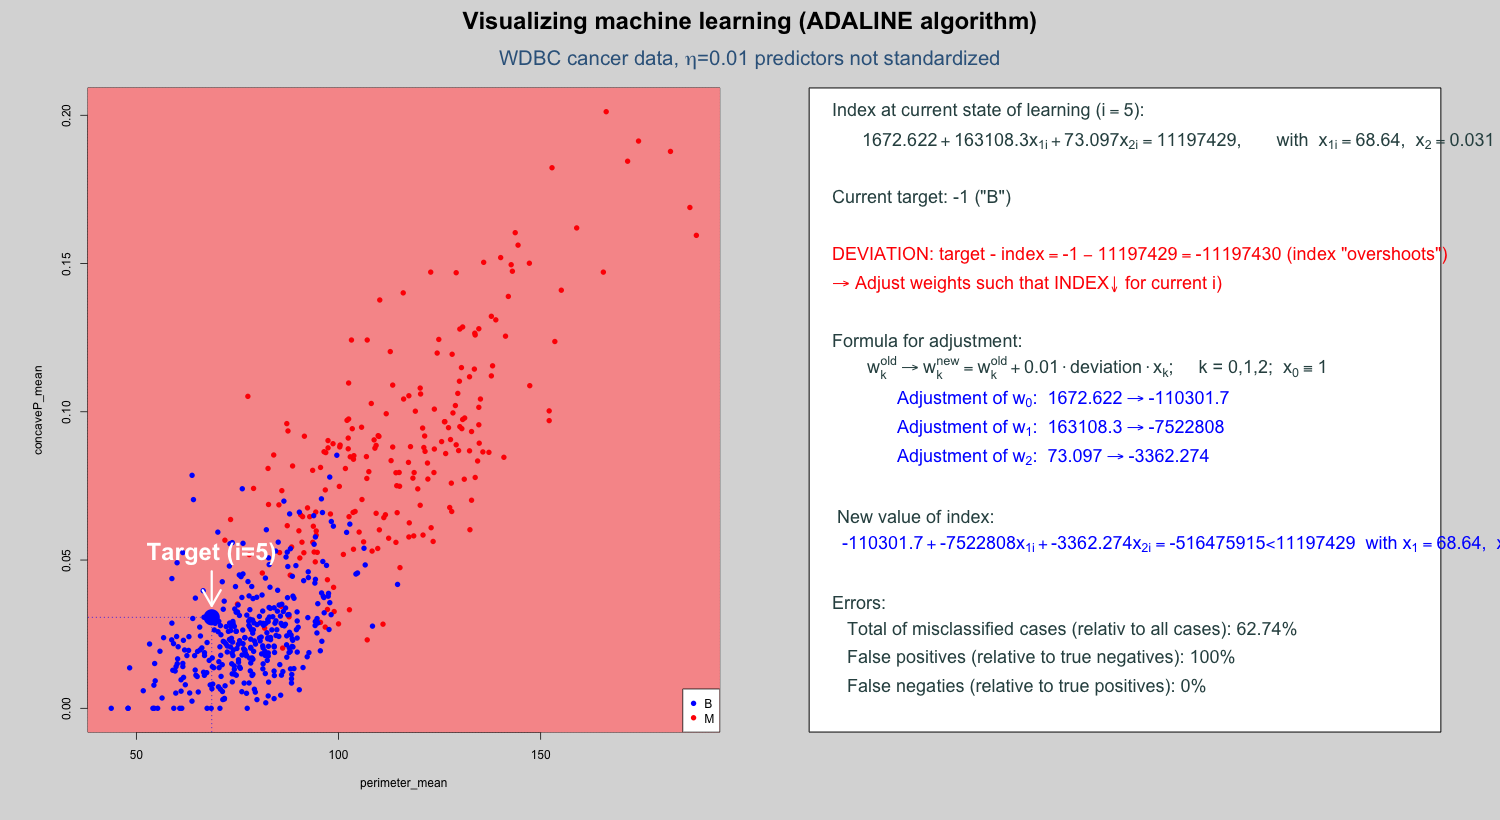 Visualizing machine learning (ADALINE algorithm)
WDBC cancer data, η=0.01 predictors not standardized
0.20
0.15
0.10
0.05
0.00
concaveP_mean
Target (i=5)
B
M
50
100
150
perimeter_mean
Index at current state of learning (i = 5):
1672.622 + 163108.3x1i + 73.097x2i = 11197429, with x1i = 68.64, x2 = 0.031
Current target: -1 ("B")
DEVIATION: target - index = -1 − 11197429 = -11197430 (index "overshoots")
→ Adjust weights such that INDEX↓ for current i)
Formula for adjustment:
w_k^old → w_k^new = w_k^old + 0.01 · deviation · x_k; k = 0,1,2; x0 ≡ 1
Adjustment of w0: 1672.622 → -110301.7
Adjustment of w1: 163108.3 → -7522808
Adjustment of w2: 73.097 → -3362.274
New value of index:
-110301.7 + -7522808x1i + -3362.274x2i = -516475915<11197429 with x1 = 68.64,
Errors:
Total of misclassified cases (relativ to all cases): 62.74%
False positives (relative to true negatives): 100%
False negaties (relative to true positives): 0%